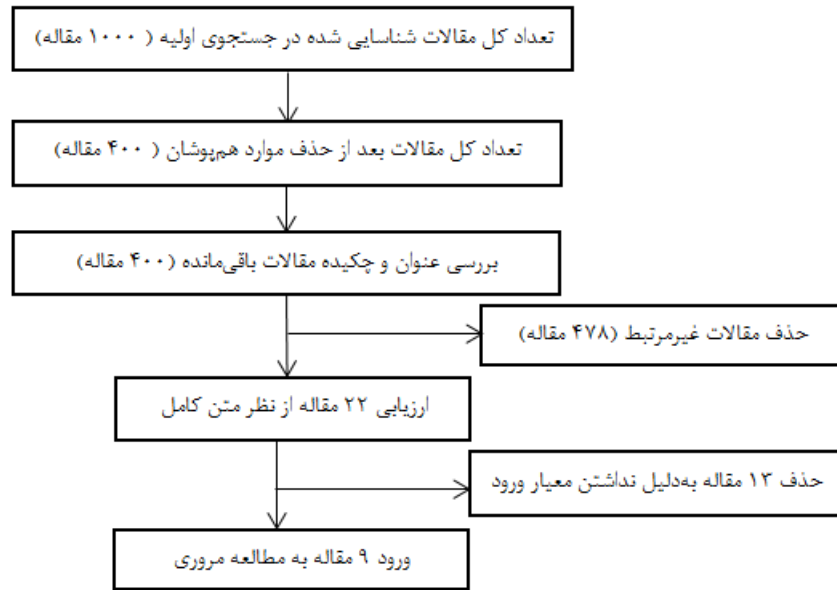 تعداد کل مقالات شناسایی شده در جستجوی اولیه ( ۱۰۰۰ مقاله)
تعداد کل مقالات بعد از حذف موارد هم‌پوشان ( ۴۰۰ مقاله)
بررسی عنوان و چکیده مقالات باقی‌مانده (۴۰۰ مقاله)
حذف مقالات غیرمرتبط (۴۷۸ مقاله)
ارزیابی ۲۲ مقاله از نظر متن کامل
حذف ۱۳ مقاله به‌دلیل نداشتن معیار ورود
ورود ۹ مقاله به مطالعه مروری